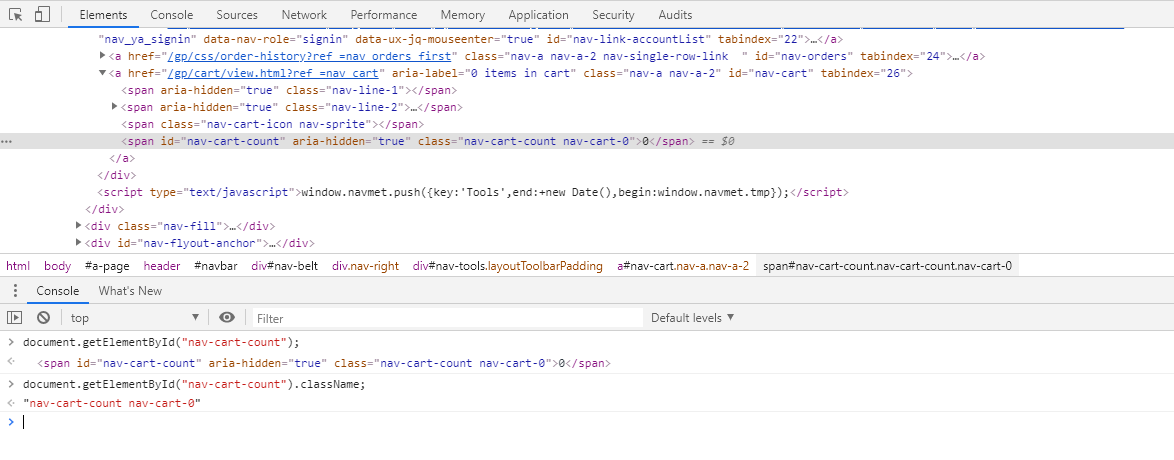 Elements Console Sources Network Performance Memory Application Security Audits
"nav_ya_signin" data-nav-role="signin" data-ux-jq-mouseenter="true" id="nav-link-accountList" tabindex="22">…</a>
<a href="/gp/css/order-history?ref_=nav_orders_first" class="nav-a nav-a-2 nav-single-row-link  " id="nav-orders" tabindex="24">…</a>
<a href="/gp/cart/view.html?ref_=nav_cart" aria-label="0 items in cart" class="nav-a nav-a-2" id="nav-cart" tabindex="26">
<span aria-hidden="true" class="nav-line-1"></span>
<span aria-hidden="true" class="nav-line-2">…</span>
<span class="nav-cart-icon nav-sprite"></span>
… <span id="nav-cart-count" aria-hidden="true" class="nav-cart-count nav-cart-0">0</span> == $0
</a>
</div>
<script type="text/javascript">window.navmet.push({key:'Tools',end:+new Date(),begin:window.navmet.tmp});</script>
</div>
<div class="nav-fill">…</div>
<div id="nav-flyout-anchor">…</div>
html body #a-page header #navbar div#nav-belt div.nav-right div#nav-tools.layoutToolbarPadding a#nav-cart.nav-a.nav-a-2 span#nav-cart-count.nav-cart-count.nav-cart-0
Console What's New
top Filter Default levels
> document.getElementById("nav-cart-count");
<span id="nav-cart-count" aria-hidden="true" class="nav-cart-count nav-cart-0">0</span>
> document.getElementById("nav-cart-count").className;
"nav-cart-count nav-cart-0"
>